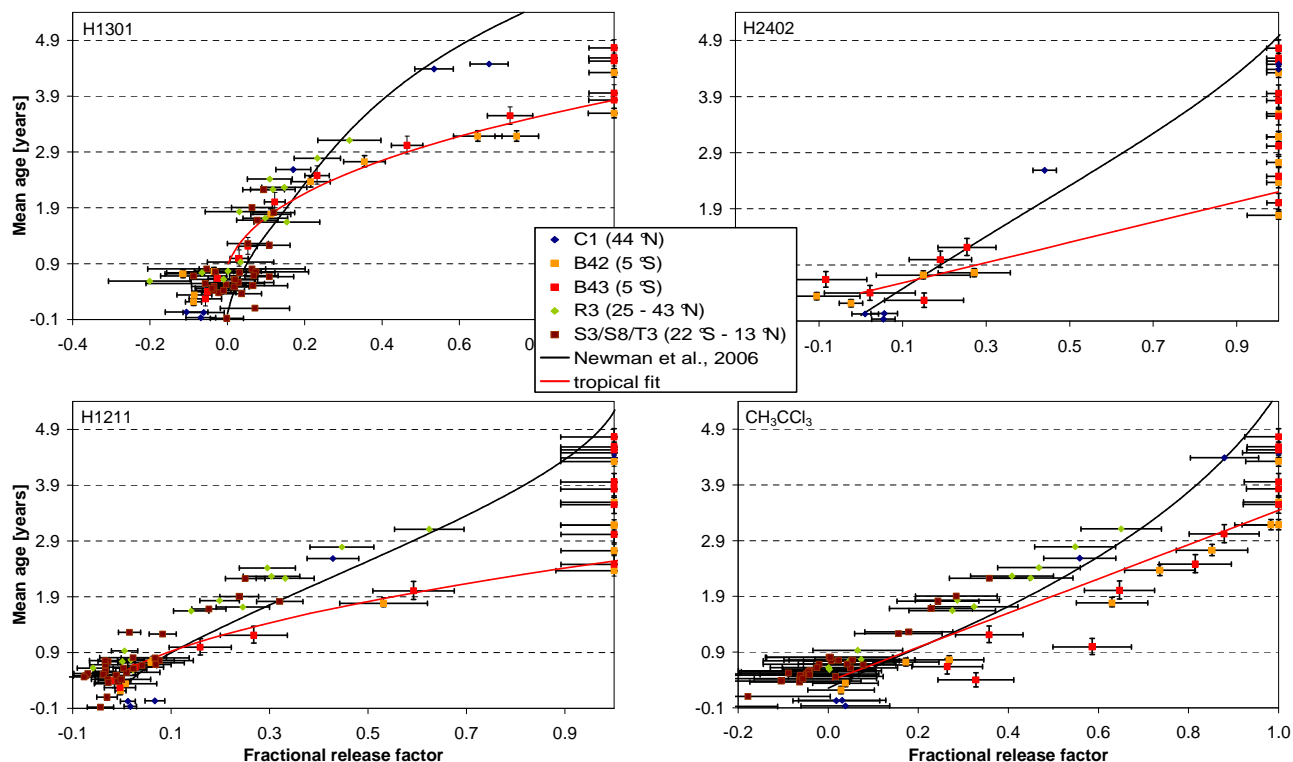 H1301
H2402
4.9
3.9
2.9
1.9
0.9
-0.1
Mean age [years]
-0.4 -0.2 0.0 0.2 0.4 0.6 0.8
4.9
3.9
2.9
1.9
0.9
-0.1
-0.1 0.1 0.3 0.5 0.7 0.9
C1 (44 °N)
B42 (5 °S)
B43 (5 °S)
R3 (25 - 43 °N)
S3/S8/T3 (22 °S - 13 °N)
Newman et al., 2006
tropical fit
H1211
CH₃CCl₃
4.9
3.9
2.9
1.9
0.9
-0.1
Mean age [years]
-0.1 0.1 0.3 0.5 0.7 0.9
Fractional release factor
4.9
3.9
2.9
1.9
0.9
-0.1
-0.2 0.0 0.2 0.4 0.6 0.8 1.0
Fractional release factor